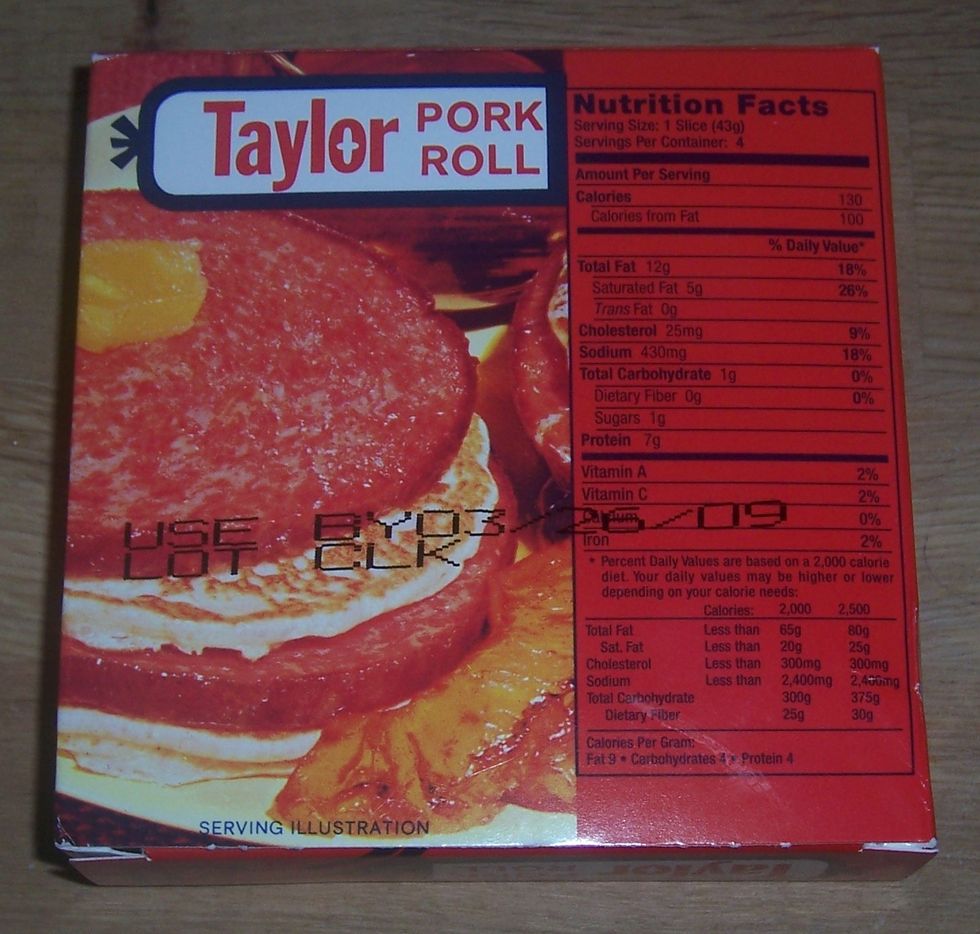 Taylor PORK
ROLL
Nutrition Facts
Serving Size: 1 Slice (43g)
Servings Per Container: 4
Amount Per Serving
Calories 130
Calories from Fat 100
% Daily Value*
Total Fat 12g 18%
Saturated Fat 5g 26%
Trans Fat 0g
Cholesterol 25mg 9%
Sodium 430mg 18%
Total Carbohydrate 1g 0%
Dietary Fiber 0g 0%
Sugars 1g
Protein 7g
Vitamin A 2%
Vitamin C 2%
Calcium 0%
Iron 2%
USE BY03/26/09
LOT CLK
* Percent Daily Values are based on a 2,000 calorie
diet. Your daily values may be higher or lower
depending on your calorie needs:
Calories: 2,000 2,500
Total Fat Less than 65g 80g
Sat. Fat Less than 20g 25g
Cholesterol Less than 300mg 300mg
Sodium Less than 2,400mg 2,400mg
Total Carbohydrate 300g 375g
Dietary Fiber 25g 30g
Calories Per Gram:
Fat 9 • Carbohydrates 4 • Protein 4
SERVING ILLUSTRATION
Taylor